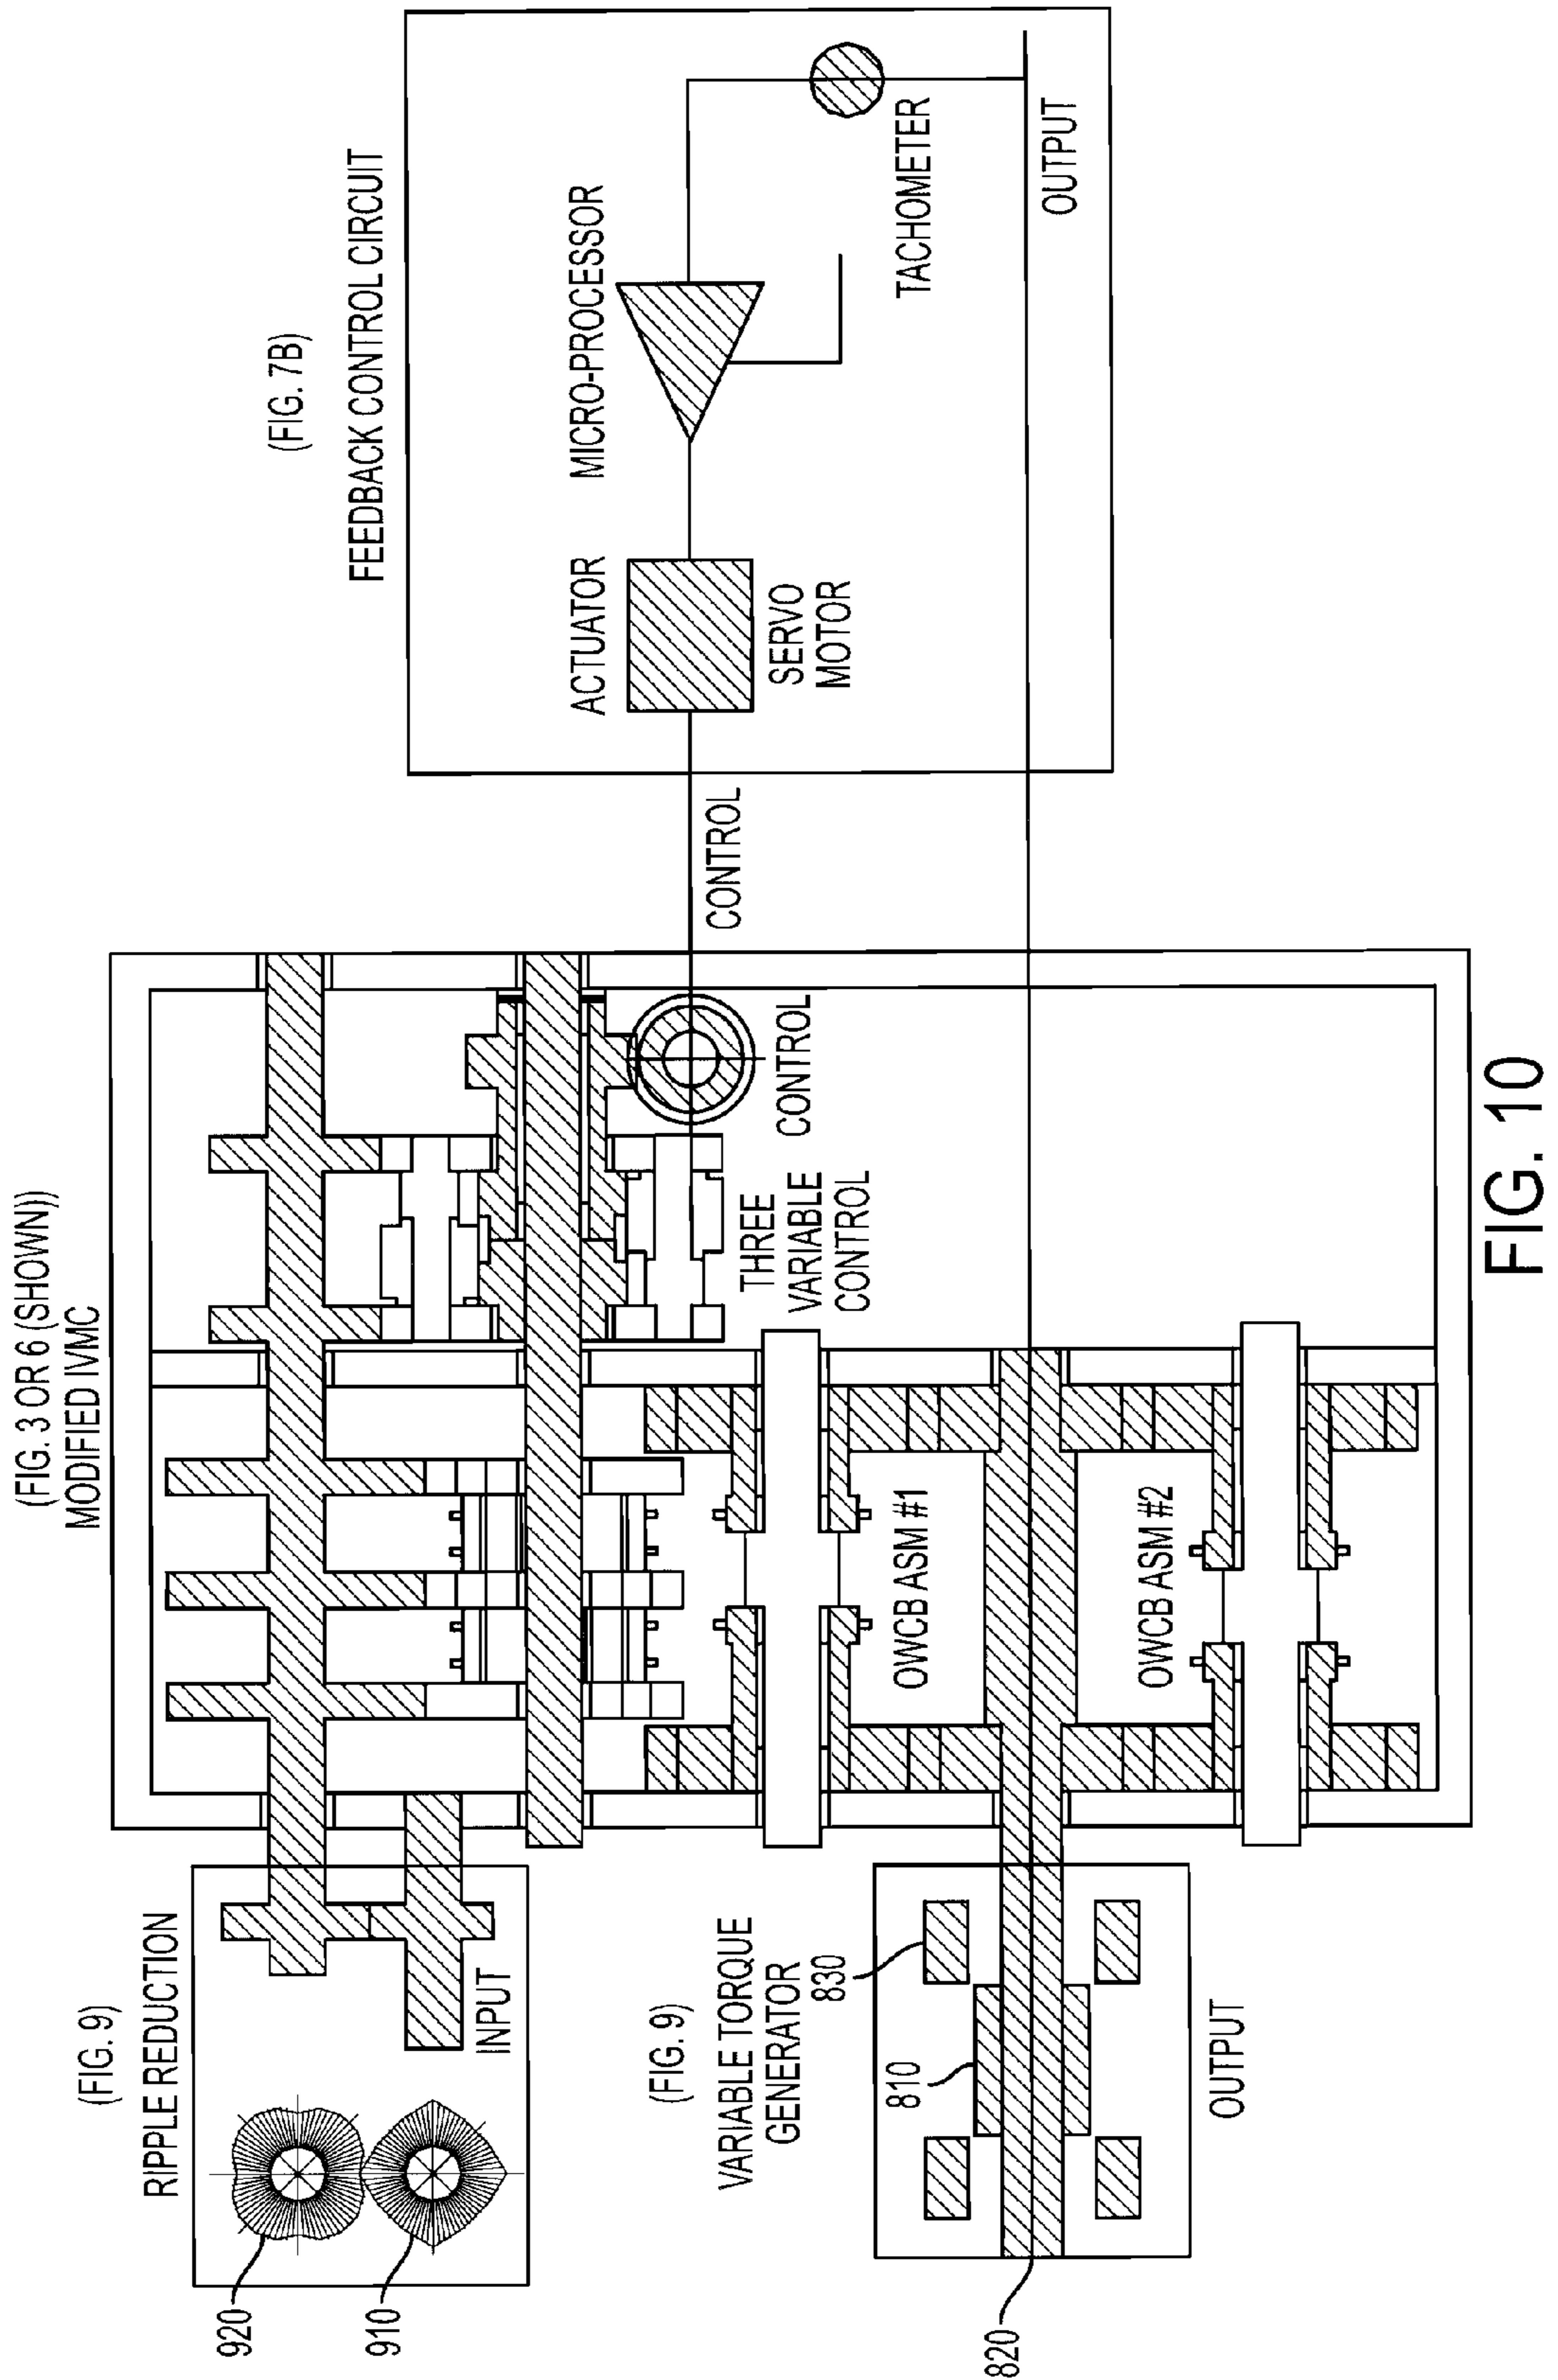 (FIG. 9)
RIPPLE REDUCTION
920
910
INPUT
(FIG. 3 OR 6 (SHOWN))
MODIFIED IVMC
THREE
VARIABLE
CONTROL
CONTROL
OWCB ASM #1
OWCB ASM #2
CONTROL
(FIG. 7B)
FEEDBACK CONTROL CIRCUIT
ACTUATOR
SERVO
MOTOR
MICRO-PROCESSOR
TACHOMETER
OUTPUT
(FIG. 9)
VARIABLE TORQUE
GENERATOR
830
810
820
OUTPUT
FIG. 10